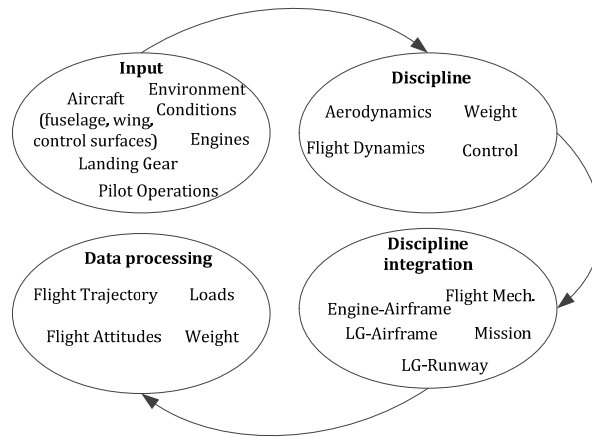 Input
Aircraft
(fuselage, wing,
control surfaces)
Environment
Conditions
Engines
Landing Gear
Pilot Operations
Discipline
Aerodynamics
Weight
Flight Dynamics
Control
Data processing
Flight Trajectory
Loads
Flight Attitudes
Weight
Discipline
integration
Flight Mech.
Engine-Airframe
LG-Airframe
Mission
LG-Runway